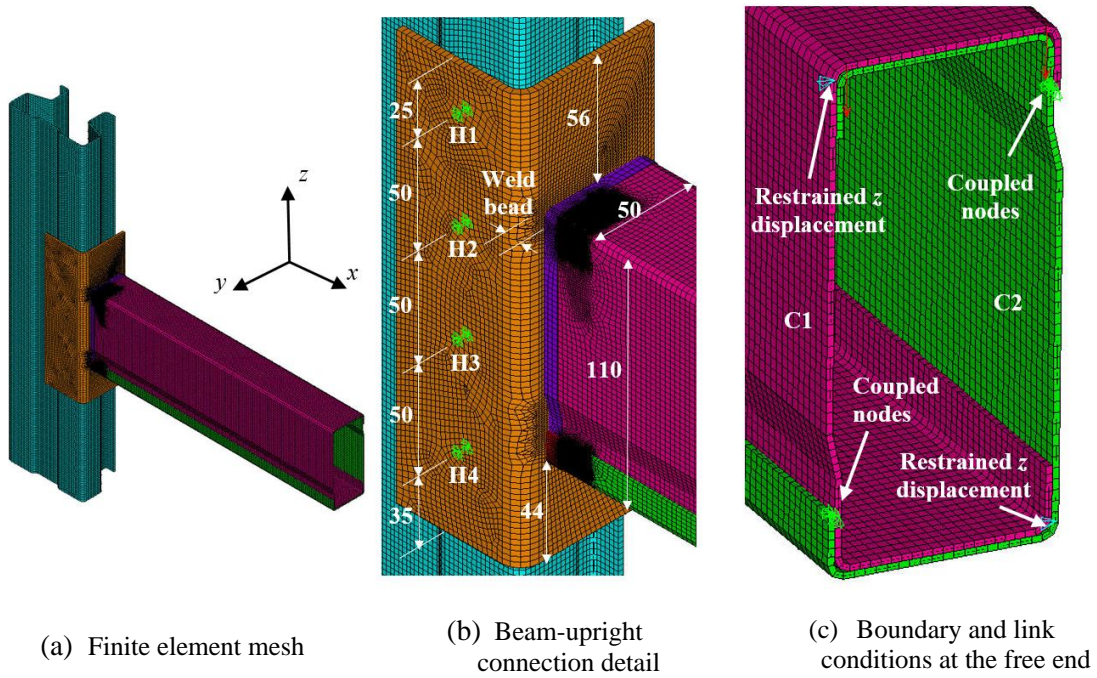 z
y
x
25
H1
56
50
Weld
bead
50
H2
50
H3
110
50
H4
35
44
Restrained z
displacement
Coupled
nodes
C1
C2
Coupled
nodes
Restrained z
displacement
(a) Finite element mesh
(b) Beam-upright
connection detail
(c) Boundary and link
conditions at the free end